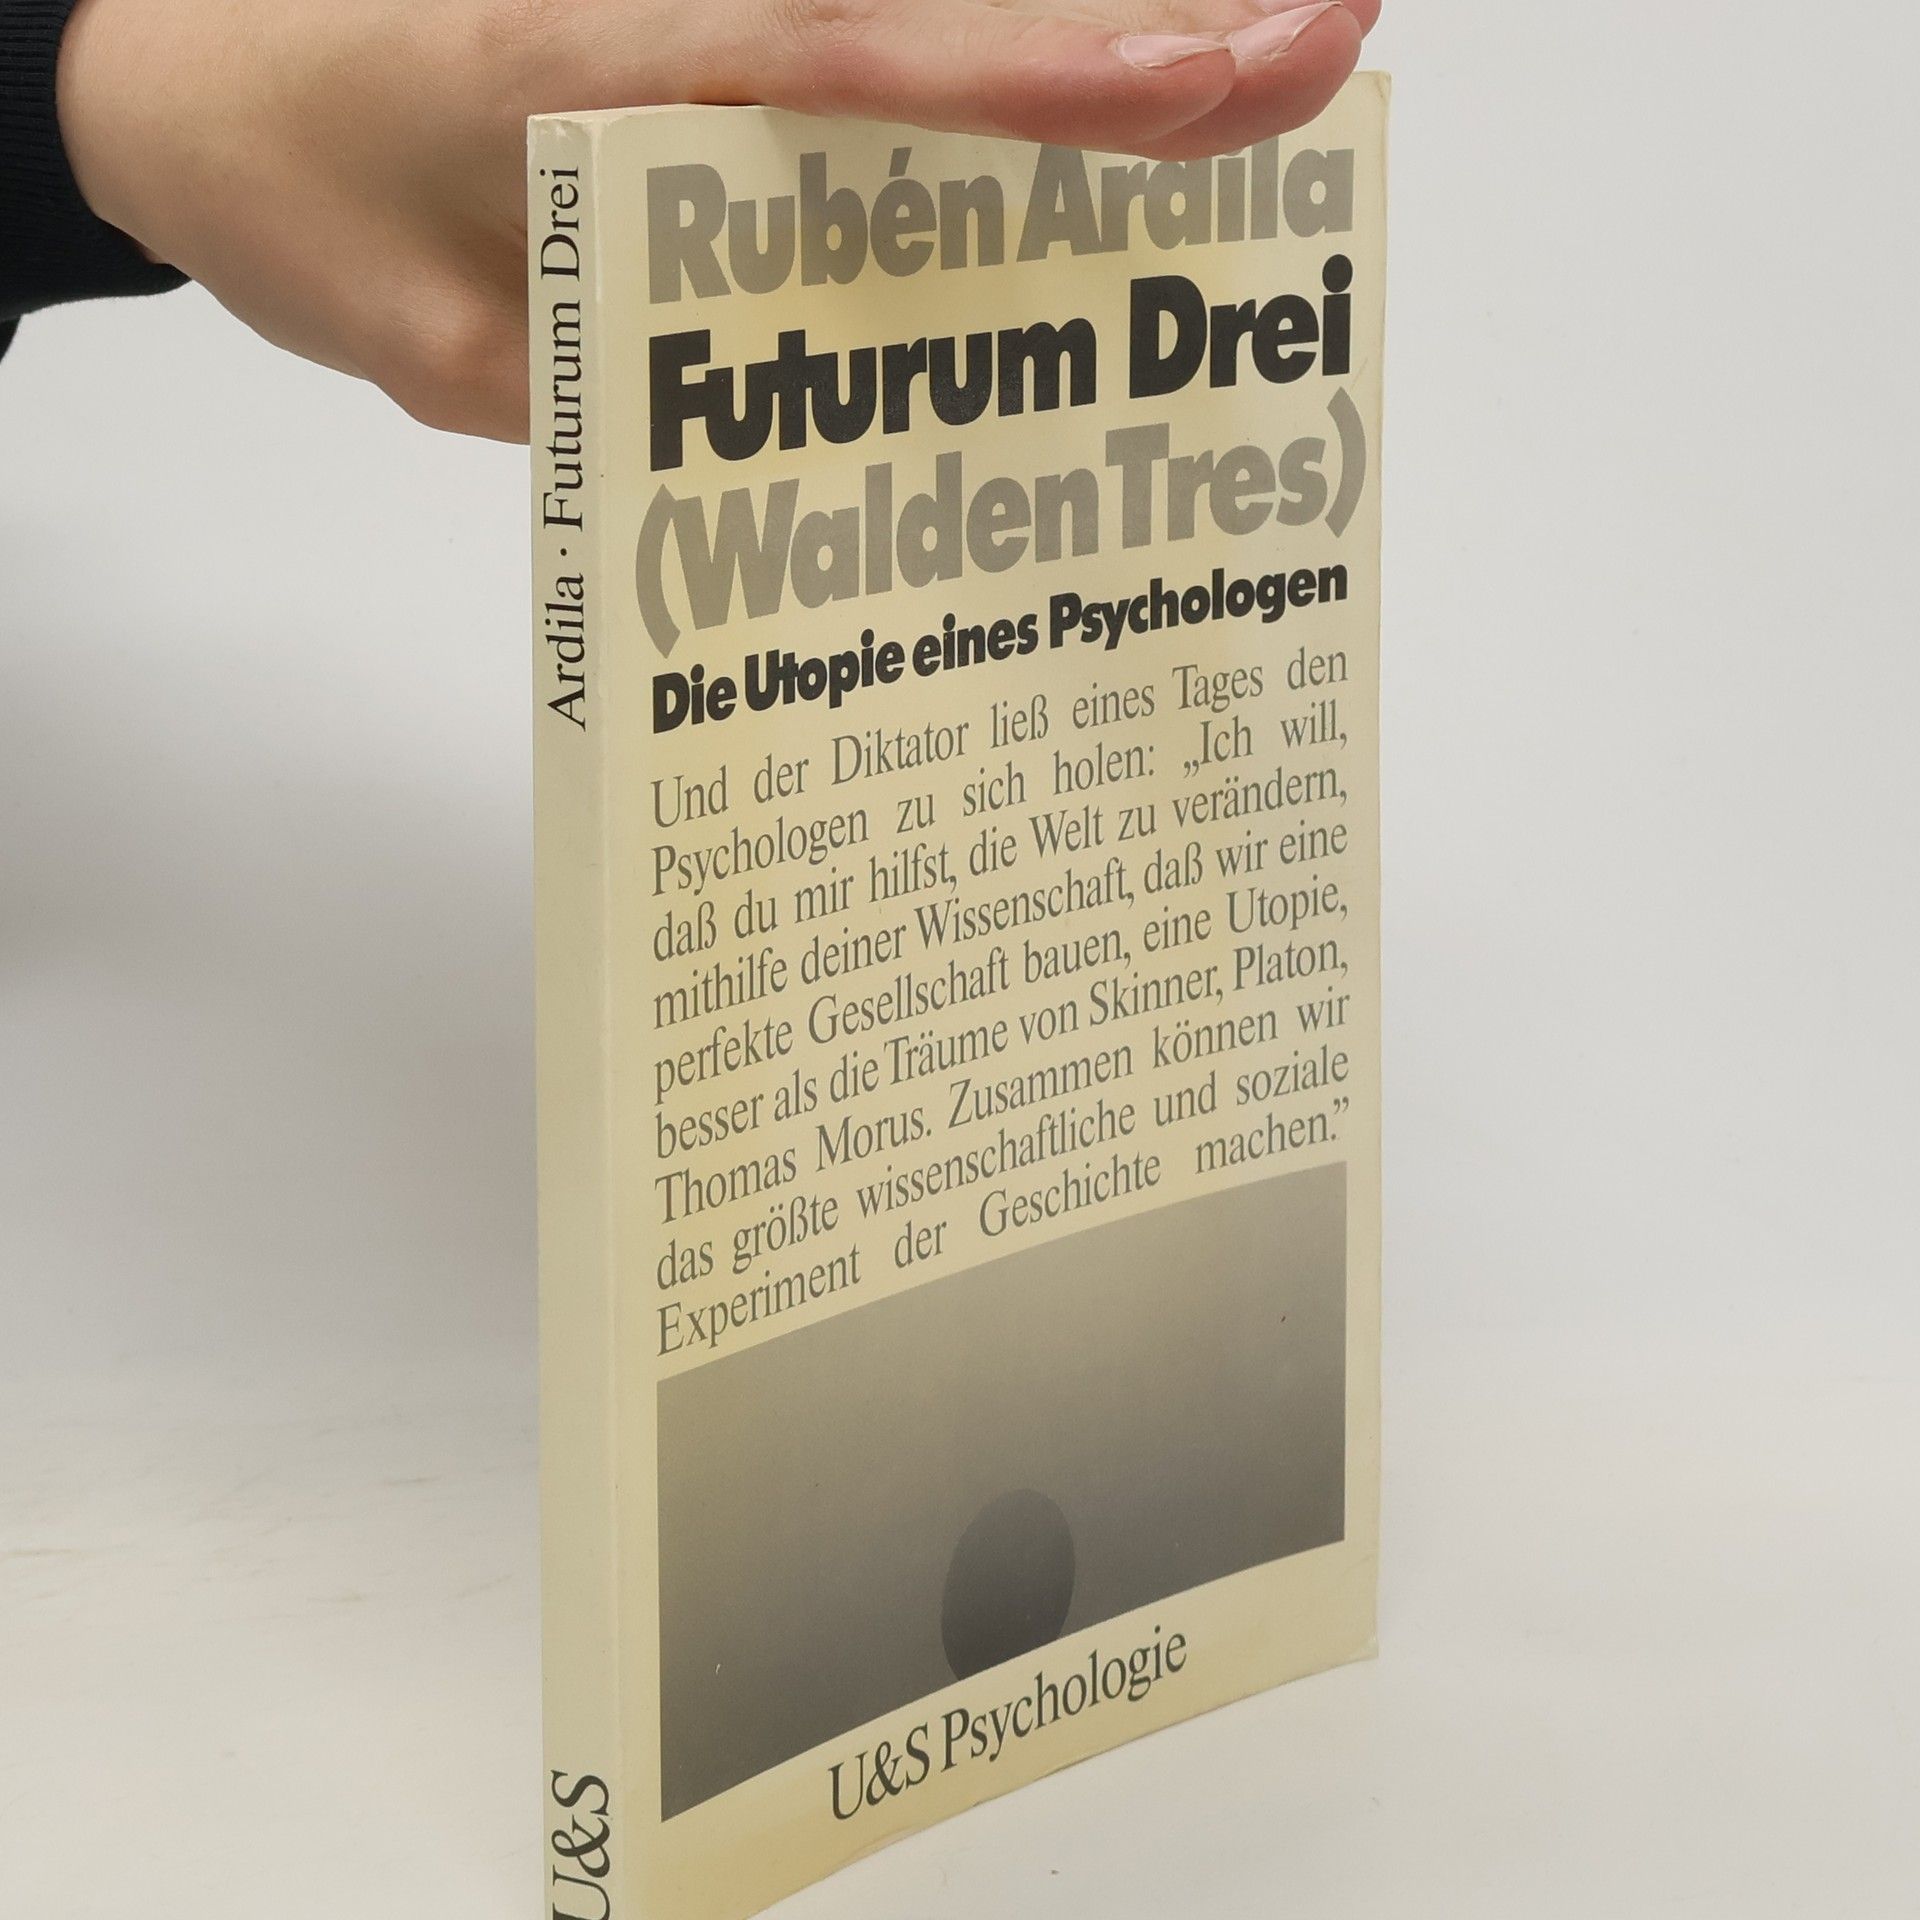 Ardila · Futurum Drei
U&S
Rubén Ardila
Futurum Drei
(Walden Tres)
Die Utopie eines Psychologen
Und der Diktator ließ eines Tages den
Psychologen zu sich holen: „Ich will,
daß du mir hilfst, die Welt zu verändern,
mithilfe deiner Wissenschaft, daß wir eine
perfekte Gesellschaft bauen, eine Utopie,
besser als die Träume von Skinner, Platon,
Thomas Morus. Zusammen können wir
das größte wissenschaftliche und soziale
Experiment der Geschichte machen.”
U&S Psychologie